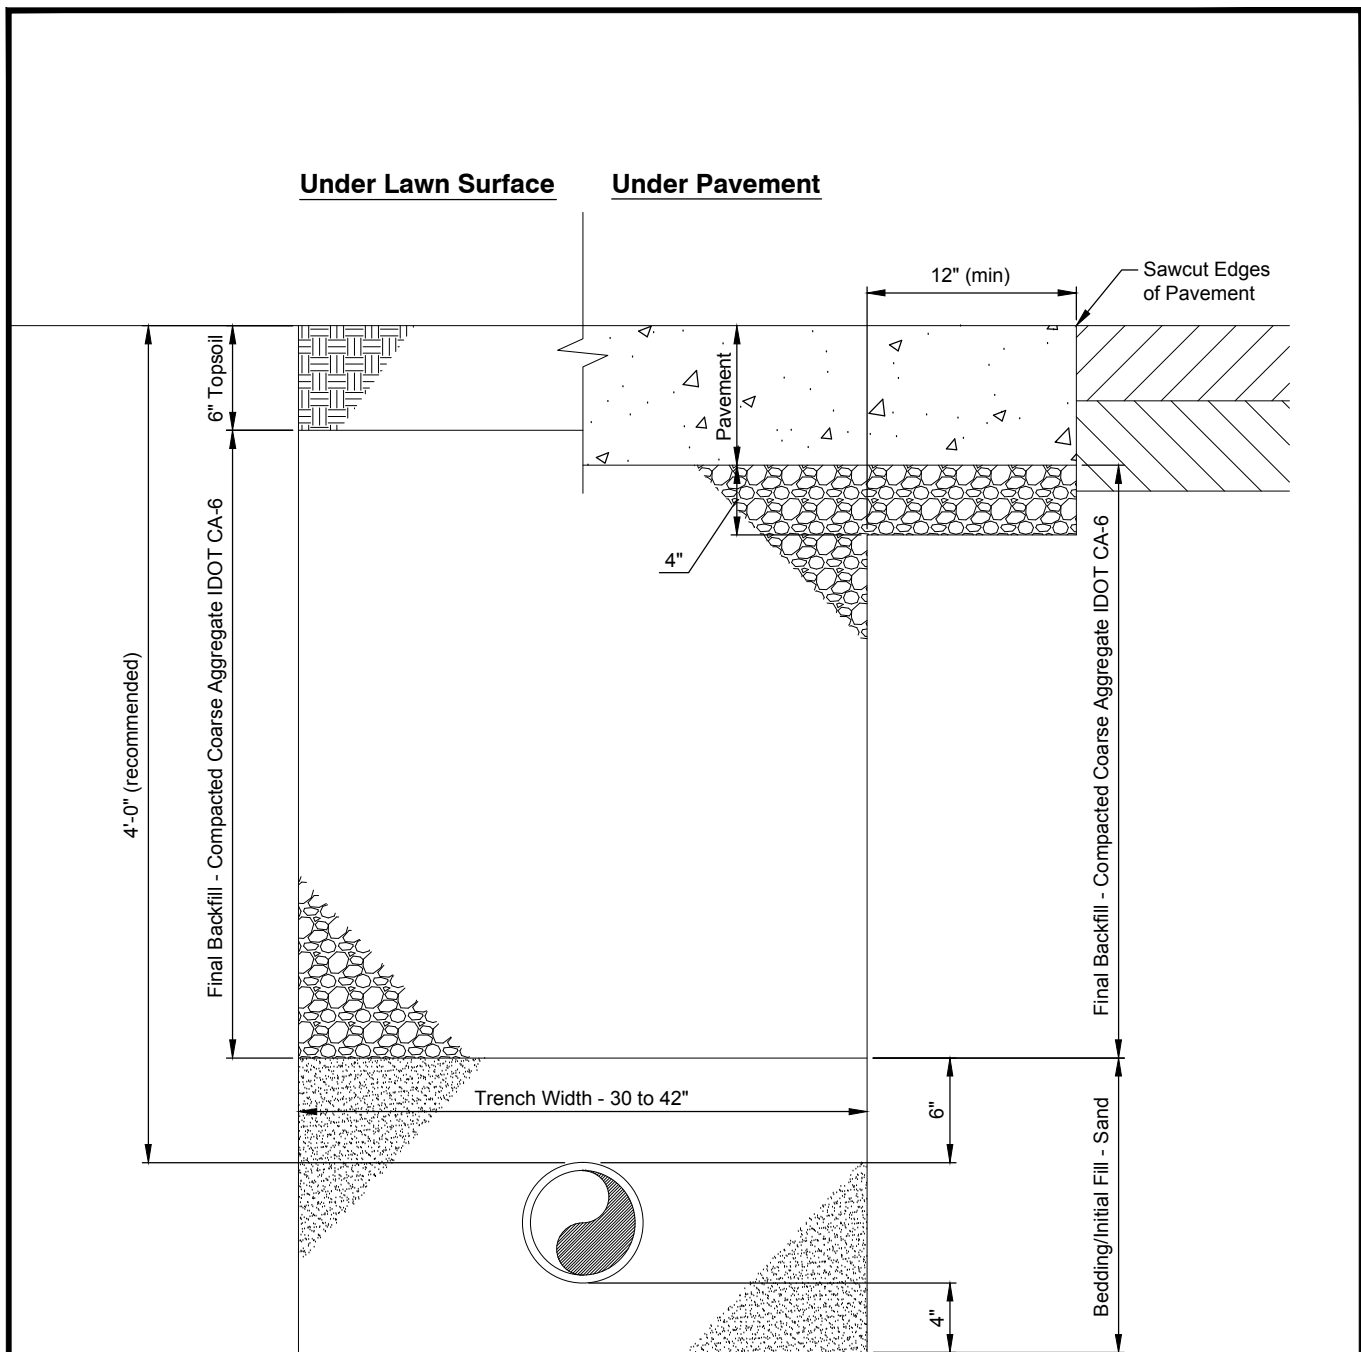 Under Lawn Surface
Under Pavement
12" (min)
Sawcut Edges
of Pavement
6" Topsoil
Pavement
4"
4'-0" (recommended)
Final Backfill - Compacted Coarse Aggregate IDOT CA-6
Final Backfill - Compacted Coarse Aggregate IDOT CA-6
Trench Width - 30 to 42"
6"
Bedding/Initial Fill - Sand
4"